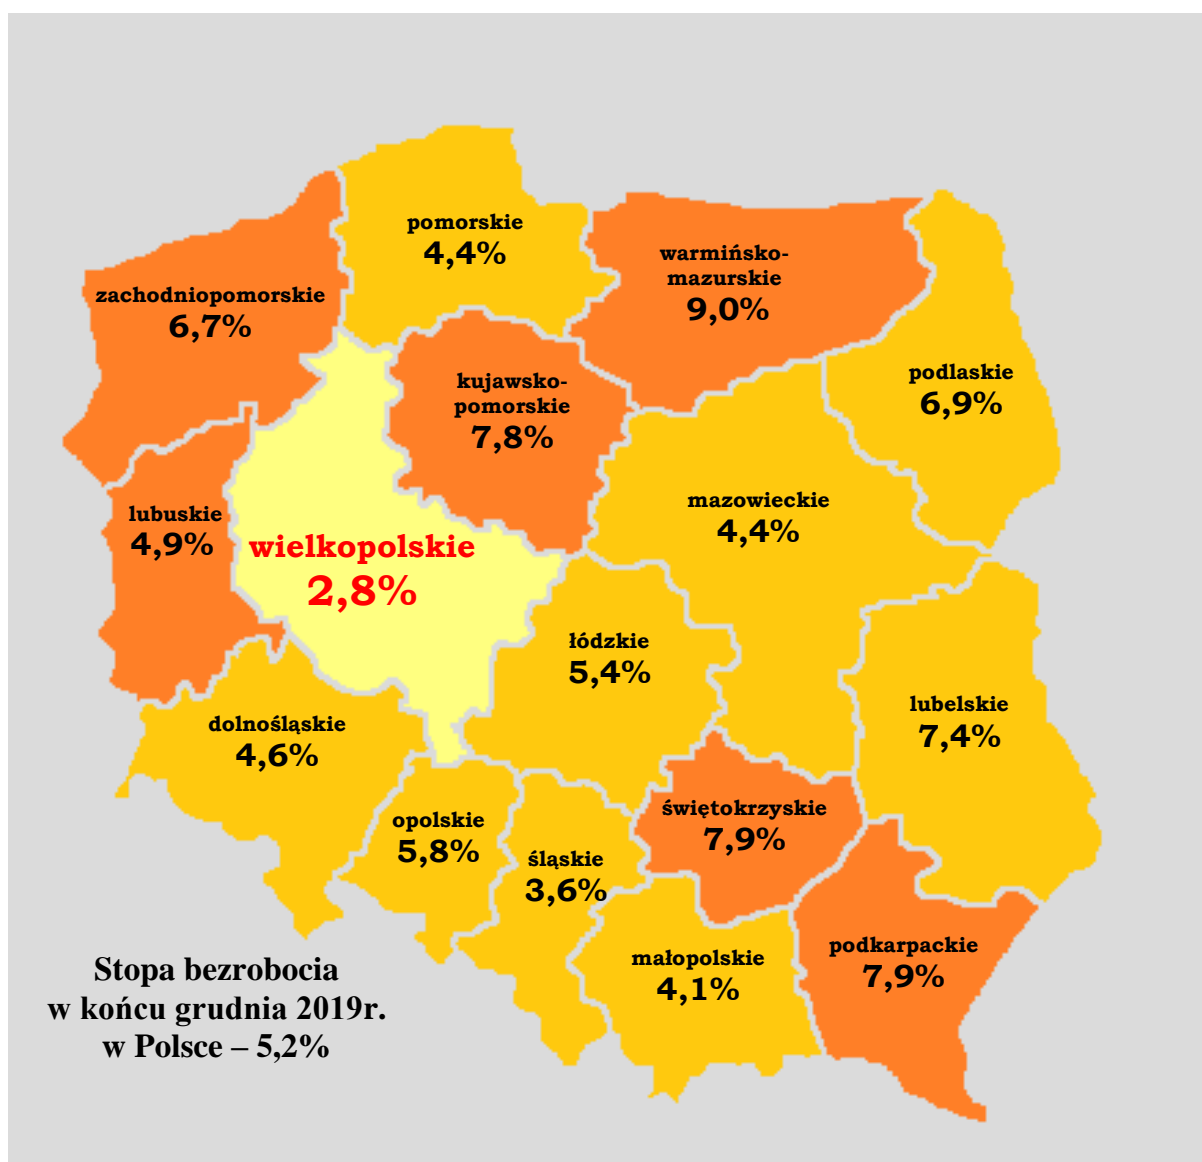 pomorskie
4,4%
warmińsko-
mazurskie
9,0%
zachodniopomorskie
6,7%
kujawsko-
pomorskie
7,8%
podlaskie
6,9%
lubuskie
4,9%
wielkopolskie
2,8%
mazowieckie
4,4%
łódzkie
5,4%
dolnośląskie
4,6%
lubelskie
7,4%
opolskie
5,8%
śląskie
3,6%
świętokrzyskie
7,9%
małopolskie
4,1%
podkarpackie
7,9%
Stopa bezrobocia
w końcu grudnia 2019r.
w Polsce – 5,2%